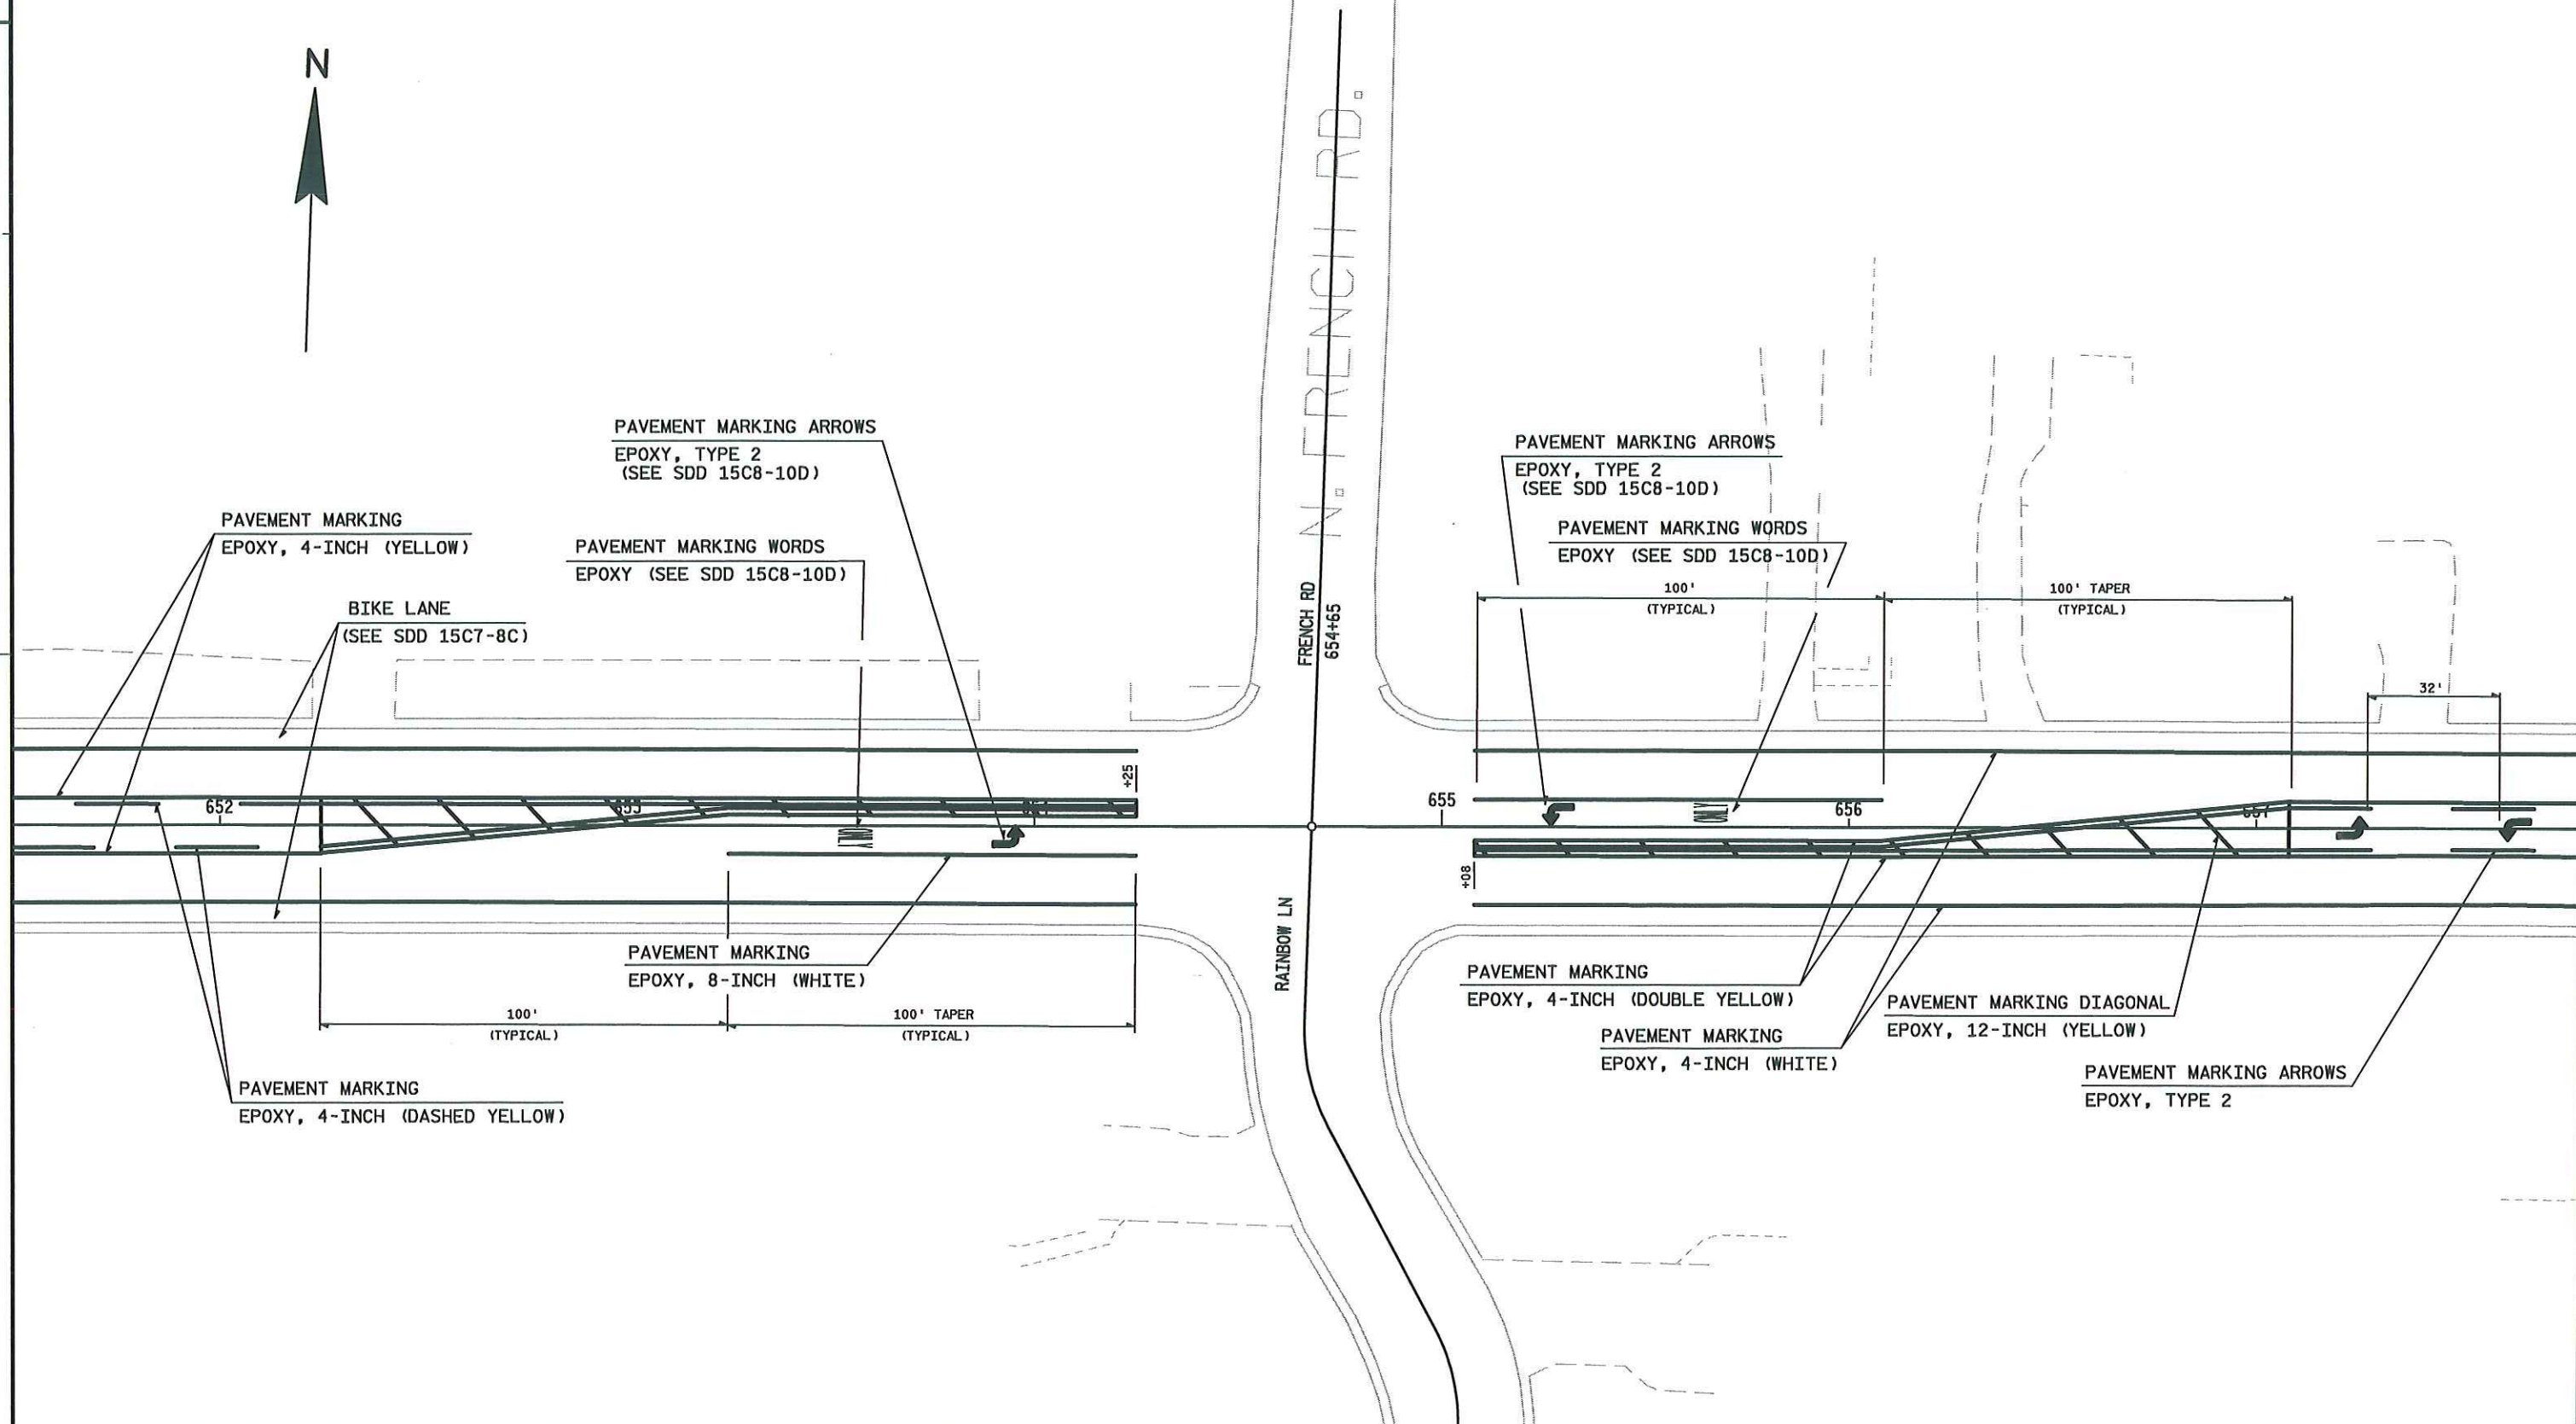 N
N. FRENCH RD.
PAVEMENT MARKING ARROWS
EPOXY, TYPE 2
(SEE SDD 15C8-10D)
PAVEMENT MARKING ARROWS
EPOXY, TYPE 2
(SEE SDD 15C8-10D)
PAVEMENT MARKING
EPOXY, 4-INCH (YELLOW)
PAVEMENT MARKING WORDS
EPOXY (SEE SDD 15C8-10D)
PAVEMENT MARKING WORDS
EPOXY (SEE SDD 15C8-10D)
BIKE LANE
(SEE SDD 15C7-8C)
FRENCH RD
654+65
100'
(TYPICAL)
100' TAPER
(TYPICAL)
32'
+25
652
653
655
656
657
ONLY
ONLY
+08
RAINBOW LN
PAVEMENT MARKING
EPOXY, 8-INCH (WHITE)
100'
(TYPICAL)
100' TAPER
(TYPICAL)
PAVEMENT MARKING
EPOXY, 4-INCH (DOUBLE YELLOW)
PAVEMENT MARKING DIAGONAL
EPOXY, 12-INCH (YELLOW)
PAVEMENT MARKING
EPOXY, 4-INCH (WHITE)
PAVEMENT MARKING ARROWS
EPOXY, TYPE 2
PAVEMENT MARKING
EPOXY, 4-INCH (DASHED YELLOW)